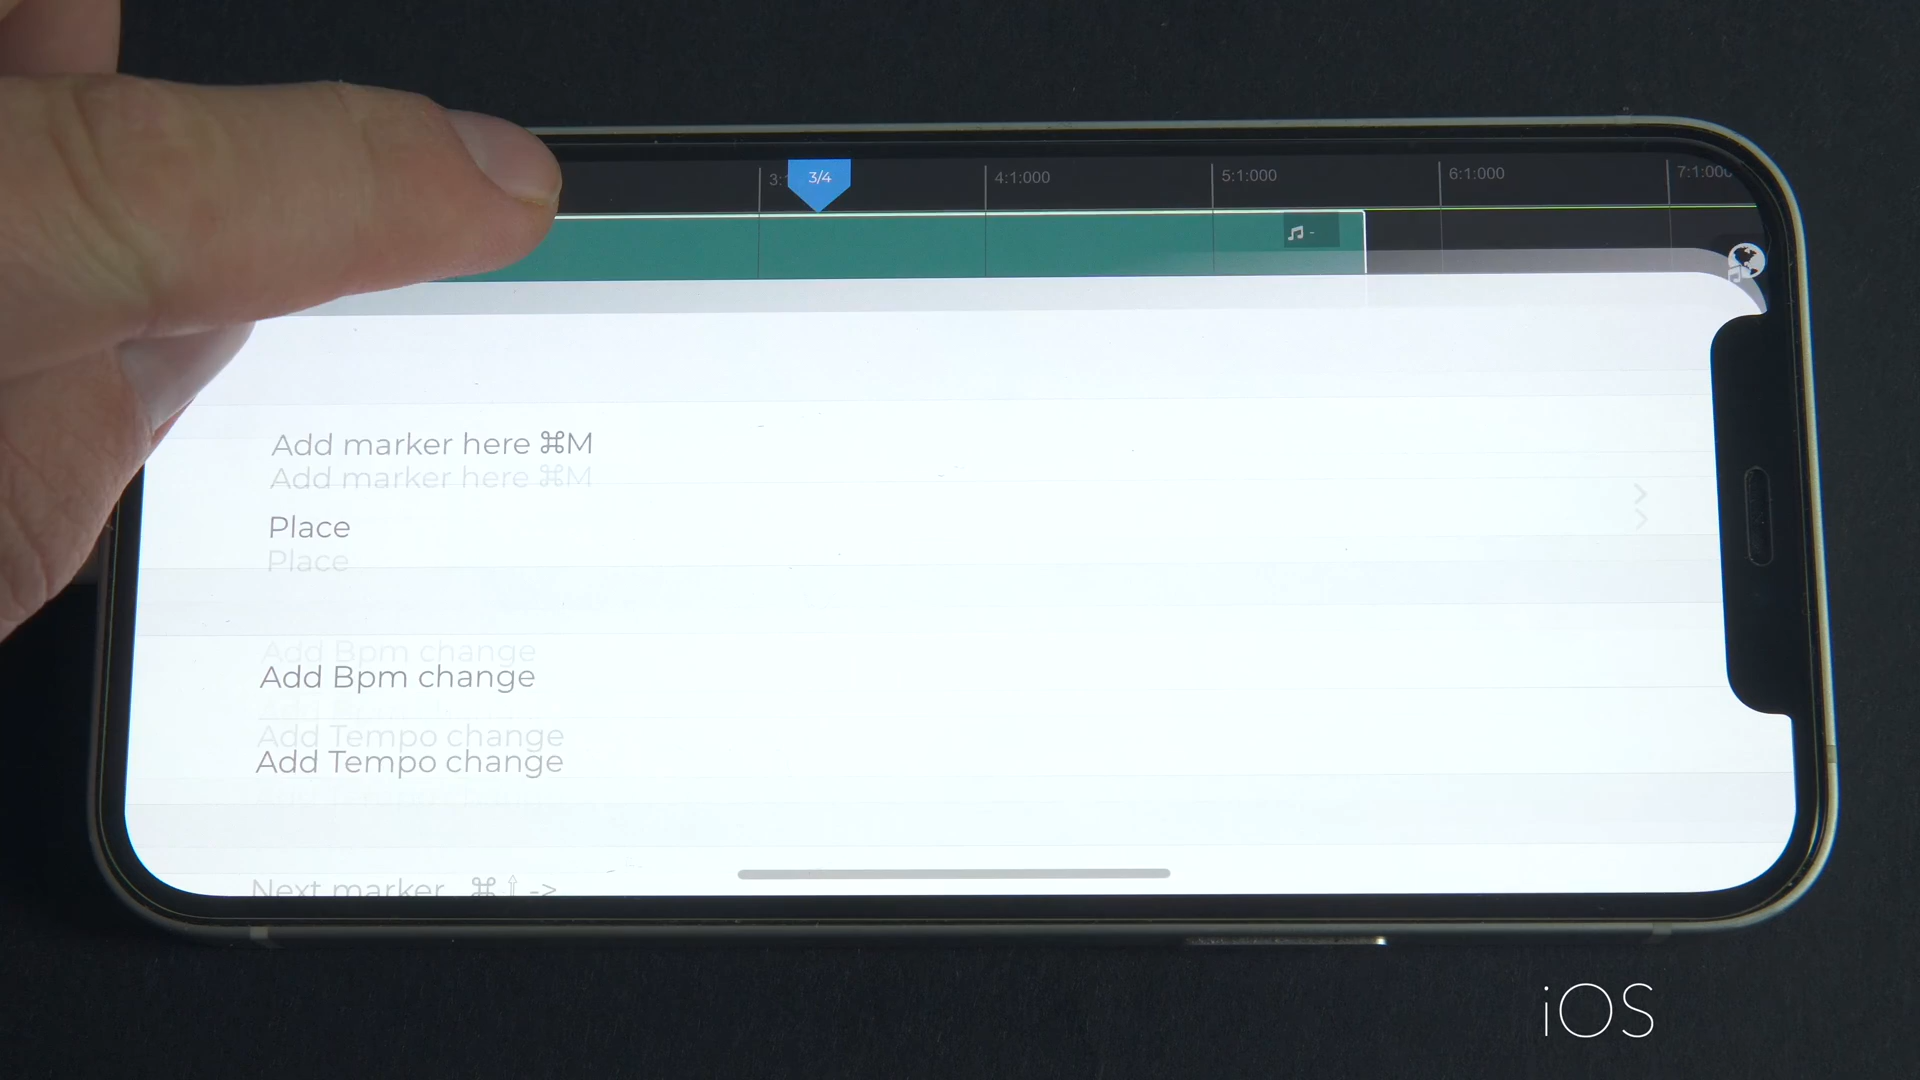 3/4
4:1:000
5:1:000
6:1:000
Add marker here ⌘M
Add marker here ⌘M
Place
Place
Add Bpm change
Add Bpm change
Add Tempo change
Add Tempo change
Next marker ⌘⇧ ->
iOS